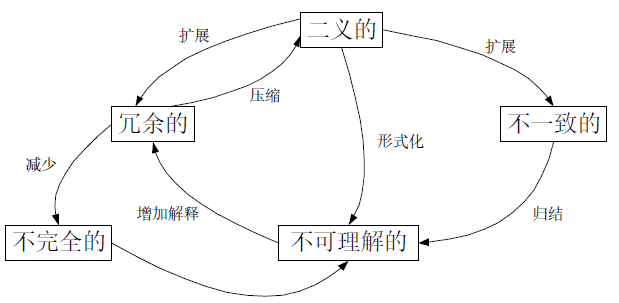 二义的
扩展
扩展
压缩
冗余的
不一致的
形式化
减少
增加解释
归结
不完全的
不可理解的